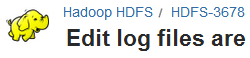 Hadoop HDFS / HDFS-3678
Edit log files are